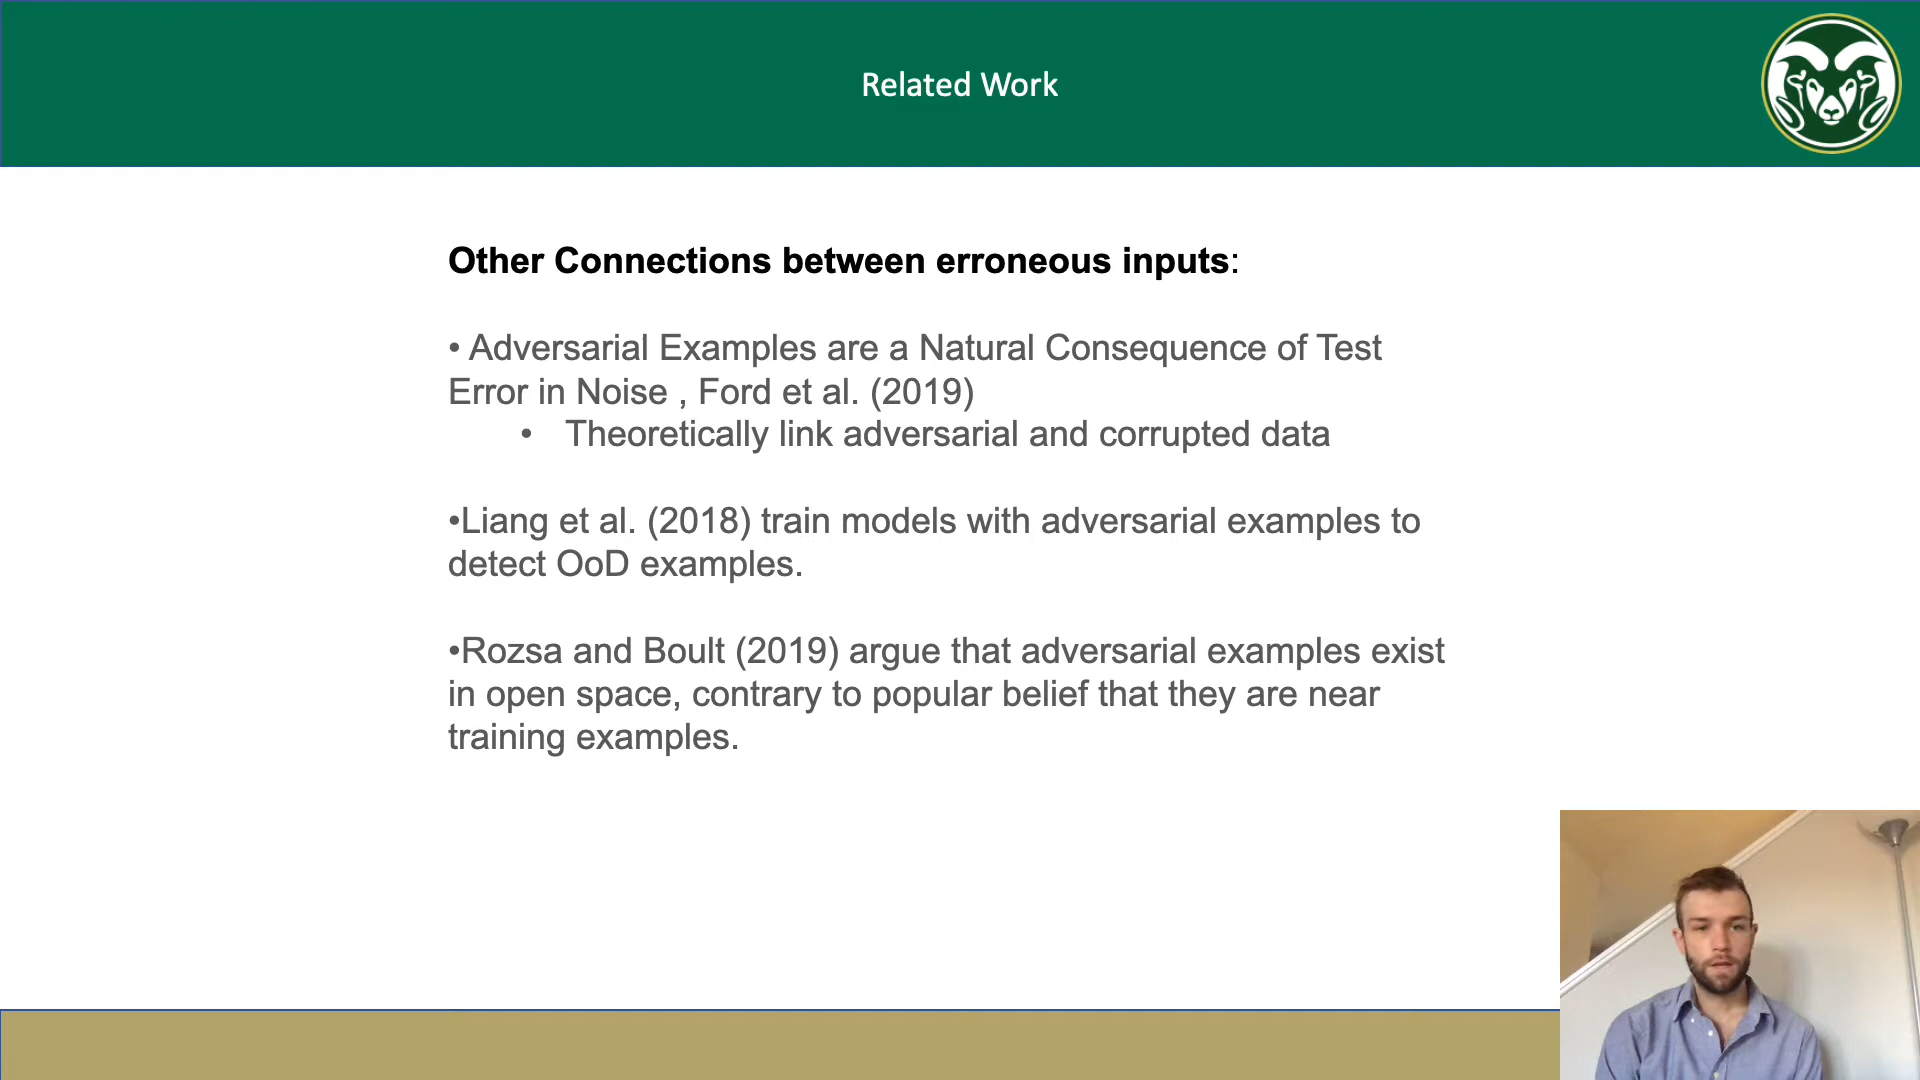 Related Work
Other Connections between erroneous inputs:
• Adversarial Examples are a Natural Consequence of Test
Error in Noise , Ford et al. (2019)
• Theoretically link adversarial and corrupted data
•Liang et al. (2018) train models with adversarial examples to
detect OoD examples.
•Rozsa and Boult (2019) argue that adversarial examples exist
in open space, contrary to popular belief that they are near
training examples.